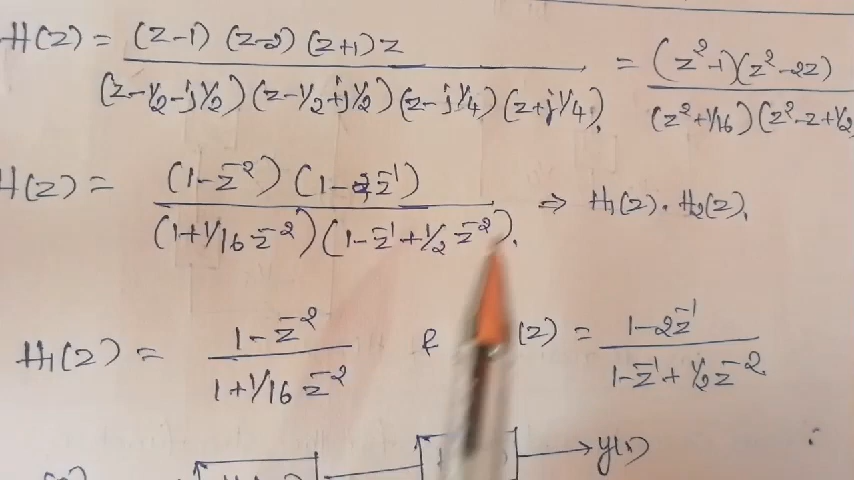 H(z) = (z-1) (z-2) (z+1) z / (z-1/2-j1/2) (z-1/2+j1/2) (z-j1/4) (z+j1/4). = (z²-1)(z²-2z) / (z²+1/16) (z²-z+1/2
H(z) = (1-z⁻²) (1-2z⁻¹) / (1+1/16 z⁻²) (1-z⁻¹+1/2 z⁻²). ⇒ H₁(z). H₂(z).
H₁(z) = 1-z⁻² / 1+1/16 z⁻² & (z) = 1-2z⁻¹ / 1-z⁻¹+1/2 z⁻²
y(n)